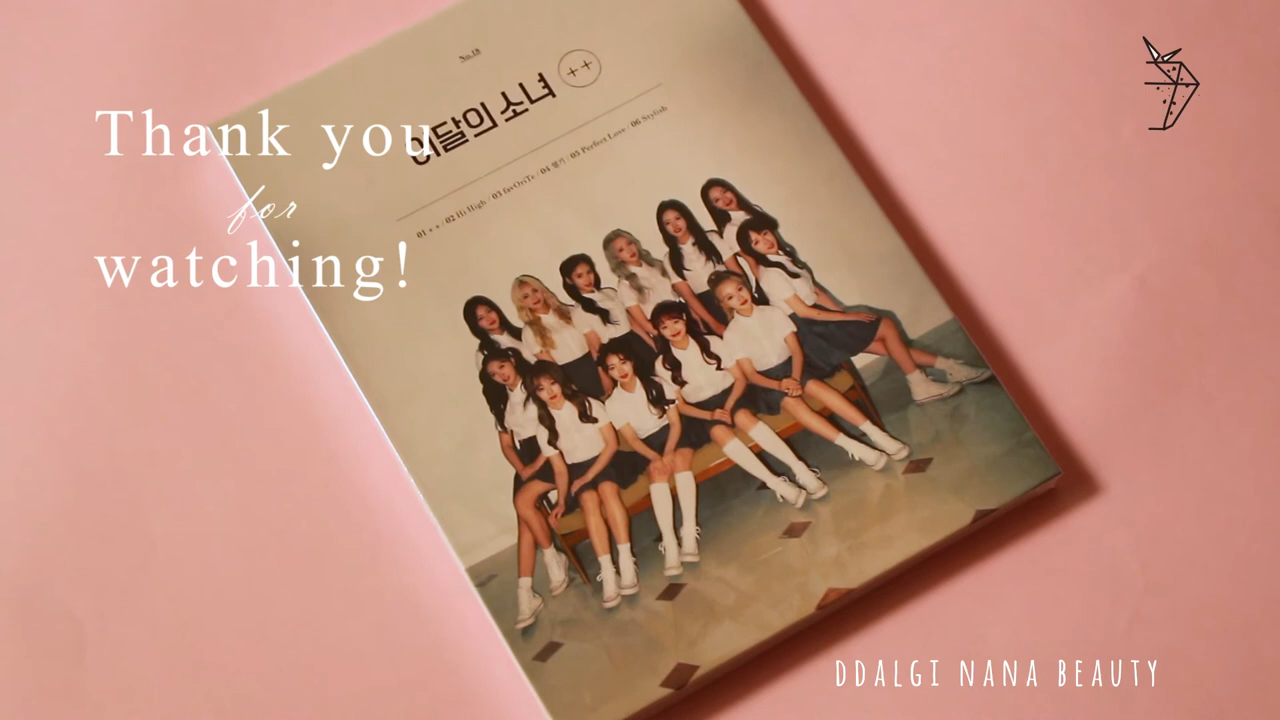 Thank you
for
watching!
No.18
이달의 소녀 ++
01 + + / 02 Hi High / 03 favOriTe / 04 열기 / 05 Perfect Love / 06 Stylish
DDALGI NANA BEAUTY